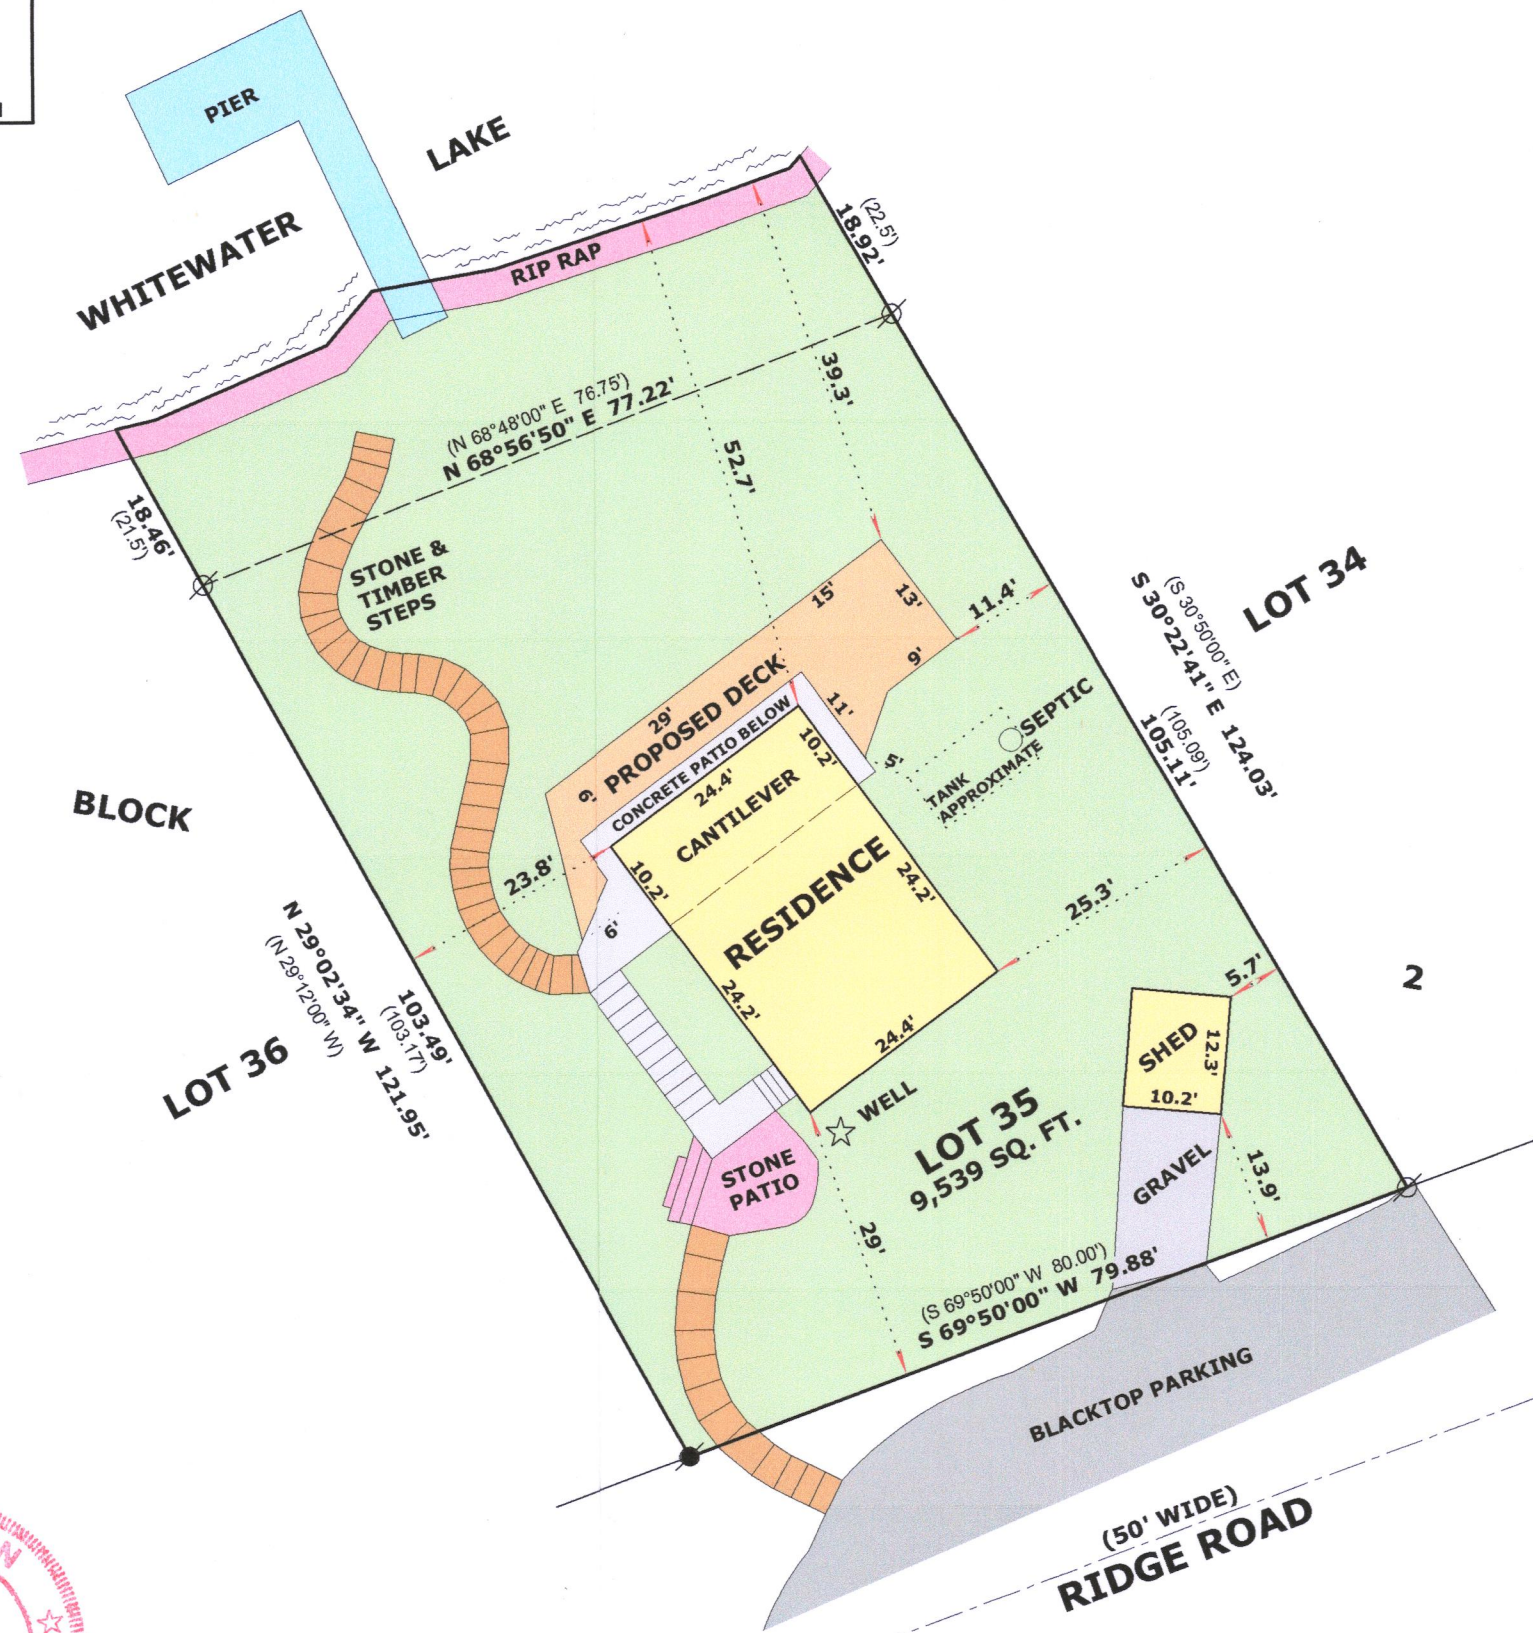 PIER
LAKE
WHITEWATER
RIP RAP
(22.5')
18.92'
39.3'
52.7'
(N 68°48'00" E 76.75')
N 68°56'50" E 77.22'
18.46'
(21.5')
STONE &
TIMBER
STEPS
15'
13'
11.4'
9'
LOT 34
(S 30°50'00" E)
S 30°22'41" E 124.03'
(105.09')
105.11'
29'
PROPOSED DECK
11'
9'
CONCRETE PATIO BELOW
SEPTIC
5'
TANK
APPROXIMATE
10.2'
24.4'
CANTILEVER
BLOCK
23.8'
10.2'
RESIDENCE
24.2'
25.3'
6'
N 29°02'34" W 121.95'
(N 29°12'00" W)
103.49'
(103.17')
24.2'
24.4'
5.7'
2
SHED
12.3'
10.2'
LOT 36
WELL
LOT 35
9,539 SQ. FT.
STONE
PATIO
GRAVEL
13.9'
29'
(S 69°50'00" W 80.00')
S 69°50'00" W 79.88'
BLACKTOP PARKING
(50' WIDE)
RIDGE ROAD
N